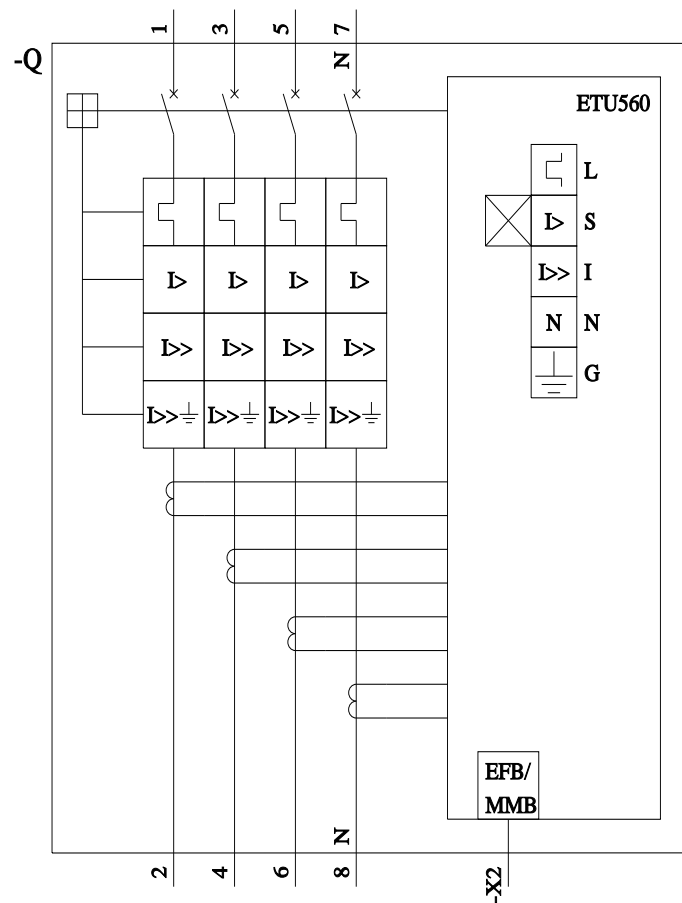 1 3 5 7
-Q
N
ETU560
L
I> I> I> I>
I> S
I>> I
N N
G
I>> I>> I>> I>>
I>> I>> I>> I>>
EFB/
MMB
N
2 4 6 8
-X2